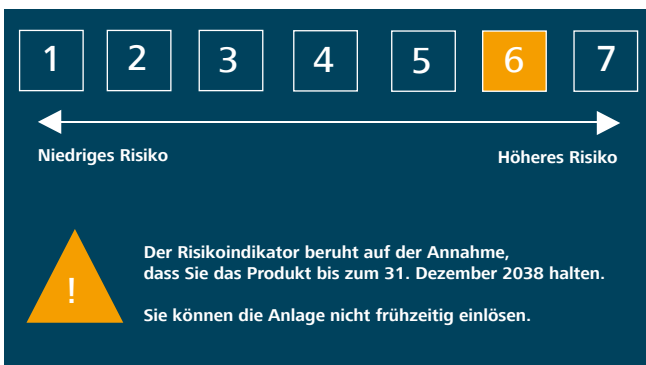 1 2 3 4 5 6 7
Niedriges Risiko Höheres Risiko
Der Risikoindikator beruht auf der Annahme,
dass Sie das Produkt bis zum 31. Dezember 2038 halten.
!
Sie können die Anlage nicht frühzeitig einlösen.